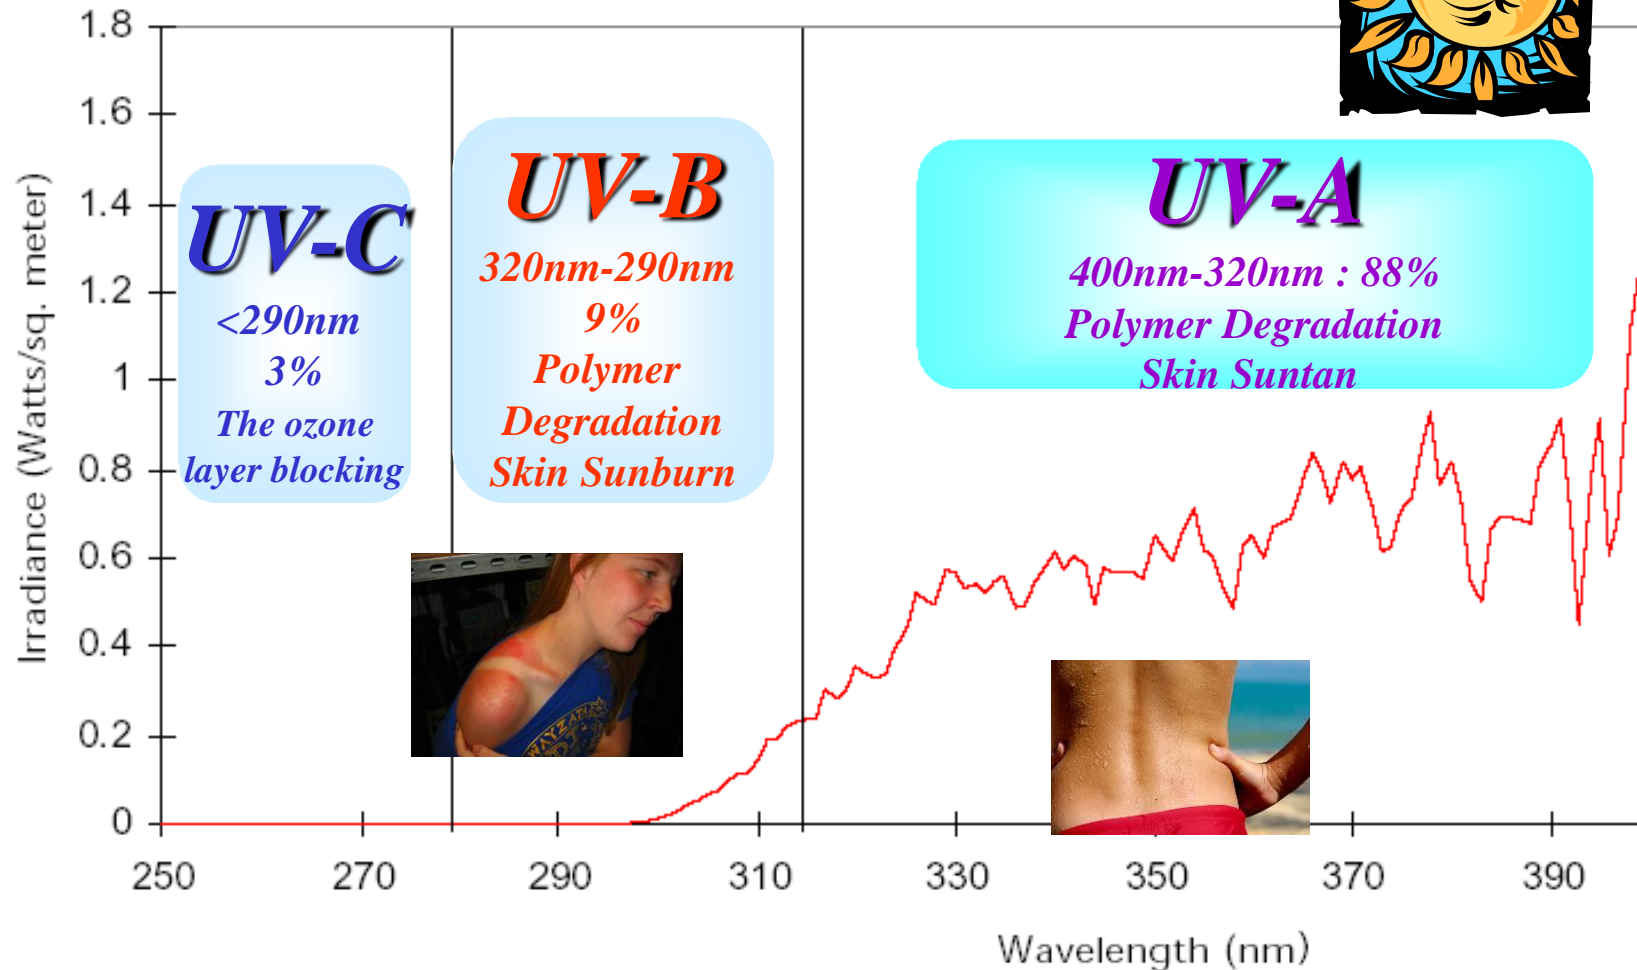 1.8
1.6
1.4
1.2
1
0.8
0.6
0.4
0.2
0
Irradiance (Watts/sq. meter)
UV-C
<290nm
3%
The ozone
layer blocking
UV-B
320nm-290nm
9%
Polymer
Degradation
Skin Sunburn
UV-A
400nm-320nm : 88%
Polymer Degradation
Skin Suntan
WAYZATA
250 270 290 310 330 350 370 390
Wavelength (nm)